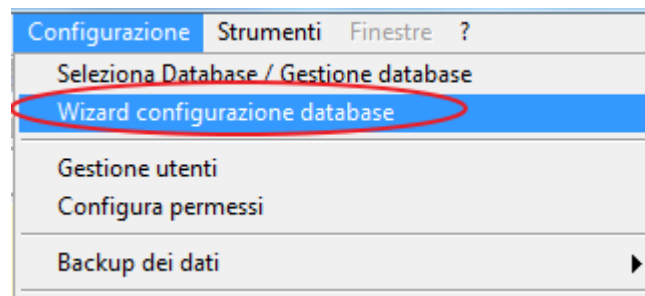 Configurazione Strumenti Finestre ?
Seleziona Database / Gestione database
Wizard configurazione database
Gestione utenti
Configura permessi
Backup dei dati